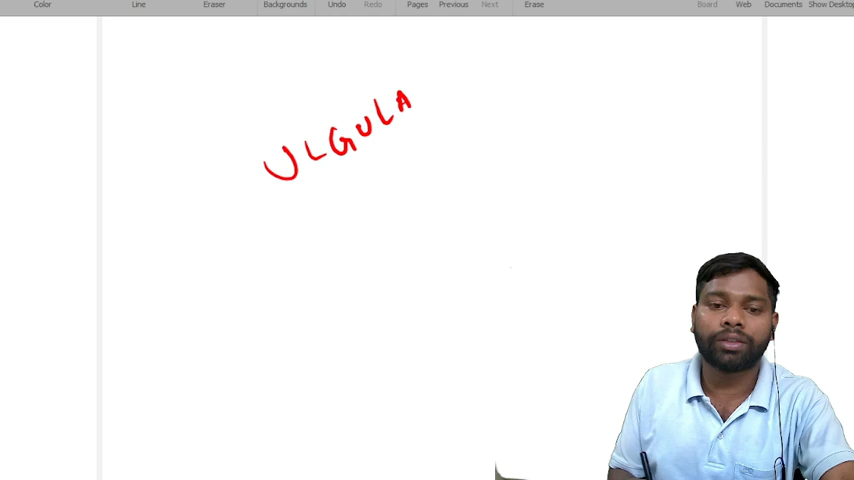 Color Line Eraser Backgrounds Undo Redo Pages Previous Next Erase Board Web Documents Show Desktop
ULGULA